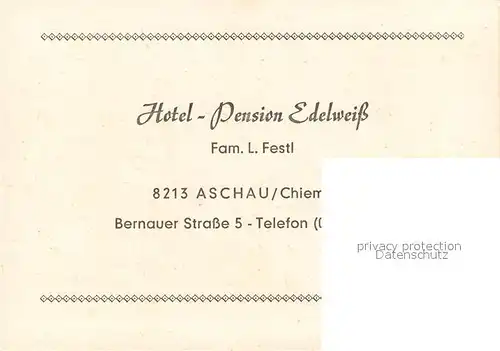 Hotel - Pension Edelweiß
Fam. L. Festl
8213 ASCHAU/Chiem
Bernauer Straße 5 - Telefon (
privacy protection
Datenschutz